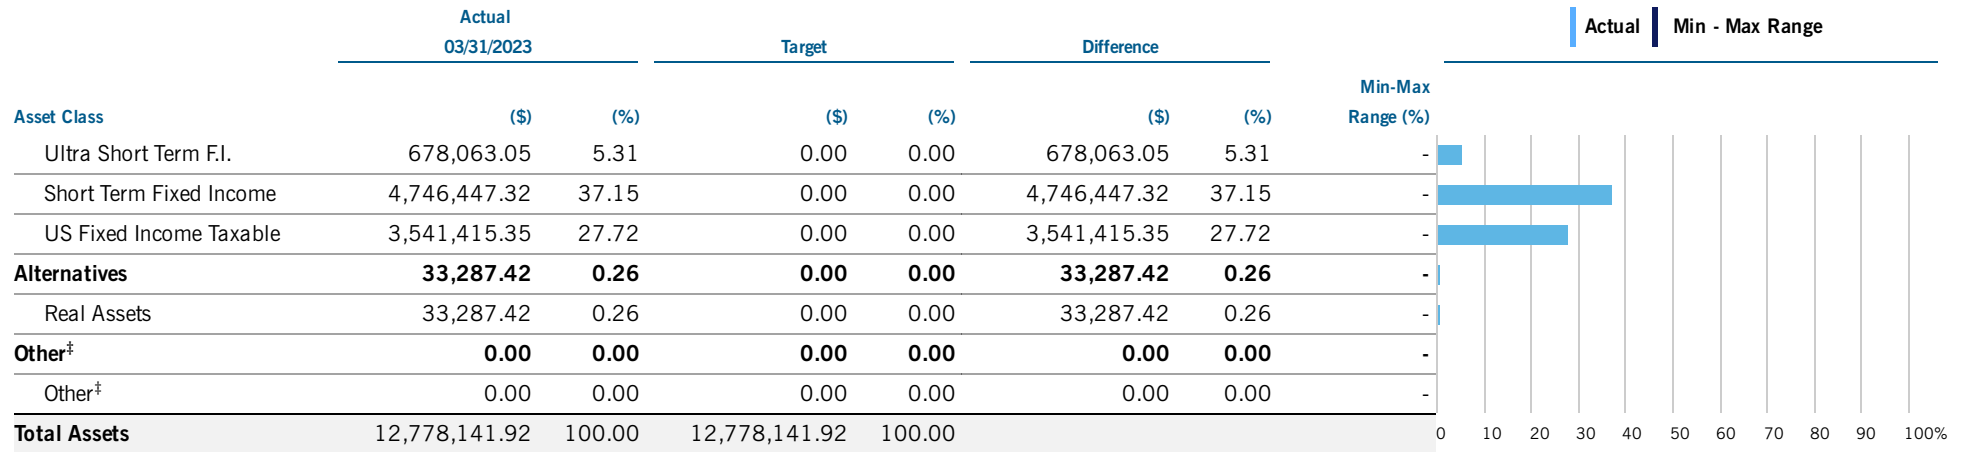 Actual
Actual Min - Max Range
03/31/2023 Target Difference
Min-Max
Asset Class ($) (%) ($) (%) ($) (%) Range (%)
Ultra Short Term F.I. 678,063.05 5.31 0.00 0.00 678,063.05 5.31 -
Short Term Fixed Income 4,746,447.32 37.15 0.00 0.00 4,746,447.32 37.15 -
US Fixed Income Taxable 3,541,415.35 27.72 0.00 0.00 3,541,415.35 27.72 -
Alternatives 33,287.42 0.26 0.00 0.00 33,287.42 0.26 -
Real Assets 33,287.42 0.26 0.00 0.00 33,287.42 0.26 -
Other‡ 0.00 0.00 0.00 0.00 0.00 0.00 -
Other‡ 0.00 0.00 0.00 0.00 0.00 0.00 -
Total Assets 12,778,141.92 100.00 12,778,141.92 100.00
0 10 20 30 40 50 60 70 80 90 100%